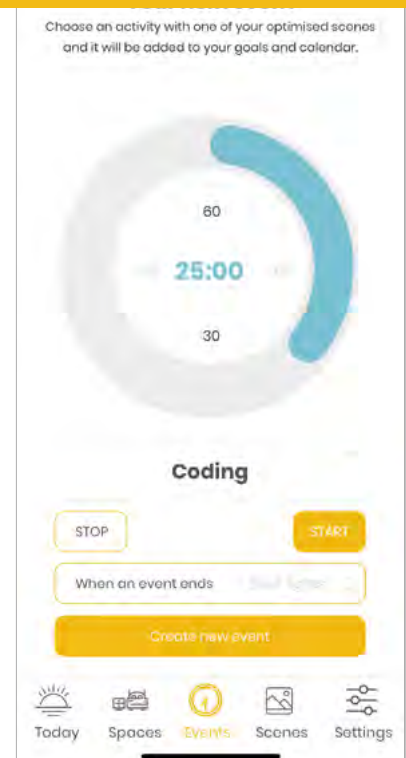 Choose an activity with one of your optimised scenes
and it will be added to your goals and calendar.
60
25:00
30
Coding
STOP START
When an event ends
Create new event
Today Spaces Events Scenes Settings